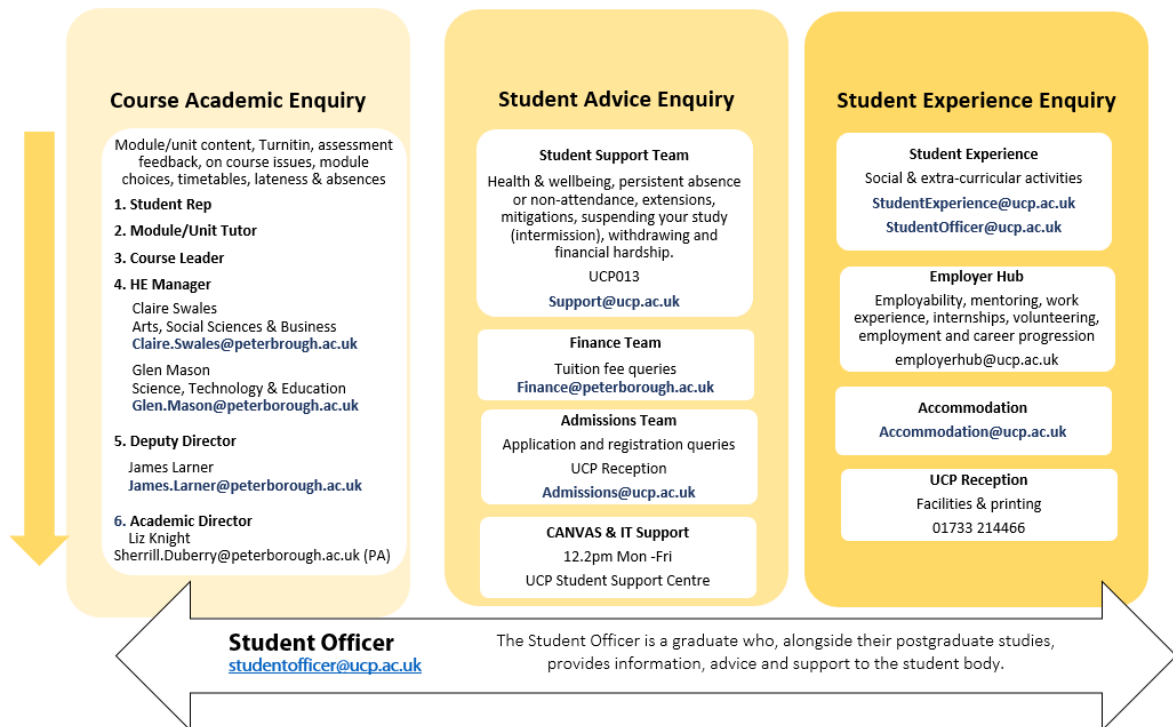 Course Academic Enquiry
Module/unit content, Turnitin, assessment
feedback, on course issues, module
choices, timetables, lateness & absences
1. Student Rep
2. Module/Unit Tutor
3. Course Leader
4. HE Manager
Claire Swales
Arts, Social Sciences & Business
Claire.Swales@peterbrough.ac.uk
Glen Mason
Science, Technology & Education
Glen.Mason@peterborough.ac.uk
5. Deputy Director
James Larner
James.Larner@peterborough.ac.uk
6. Academic Director
Liz Knight
Sherrill.Duberry@peterborough.ac.uk (PA)
Student Advice Enquiry
Student Support Team
Health & wellbeing, persistent absence
or non-attendance, extensions,
mitigations, suspending your study
(intermission), withdrawing and
financial hardship.
UCP013
Support@ucp.ac.uk
Finance Team
Tuition fee queries
Finance@peterborough.ac.uk
Admissions Team
Application and registration queries
UCP Reception
Admissions@ucp.ac.uk
CANVAS & IT Support
12.2pm Mon -Fri
UCP Student Support Centre
Student Experience Enquiry
Student Experience
Social & extra-curricular activities
StudentExperience@ucp.ac.uk
StudentOfficer@ucp.ac.uk
Employer Hub
Employability, mentoring, work
experience, internships, volunteering,
employment and career progression
employerhub@ucp.ac.uk
Accommodation
Accommodation@ucp.ac.uk
UCP Reception
Facilities & printing
01733 214466
Student Officer
studentofficer@ucp.ac.uk
The Student Officer is a graduate who, alongside their postgraduate studies,
provides information, advice and support to the student body.